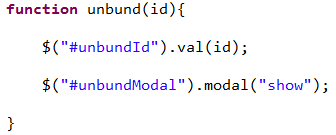 function unbund(id){
$("#unbundId").val(id);
$("#unbundModal").modal("show");
}